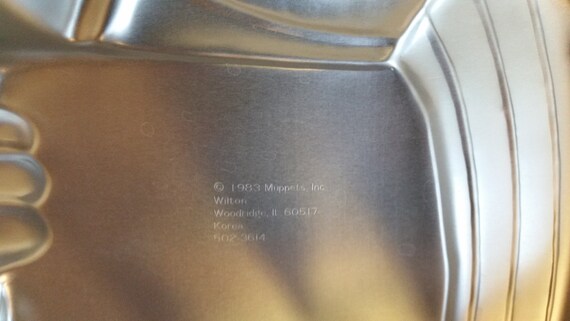 © 1983 Muppets, Inc.
Wilton
Woodridge, IL 60517
Korea
502-3614